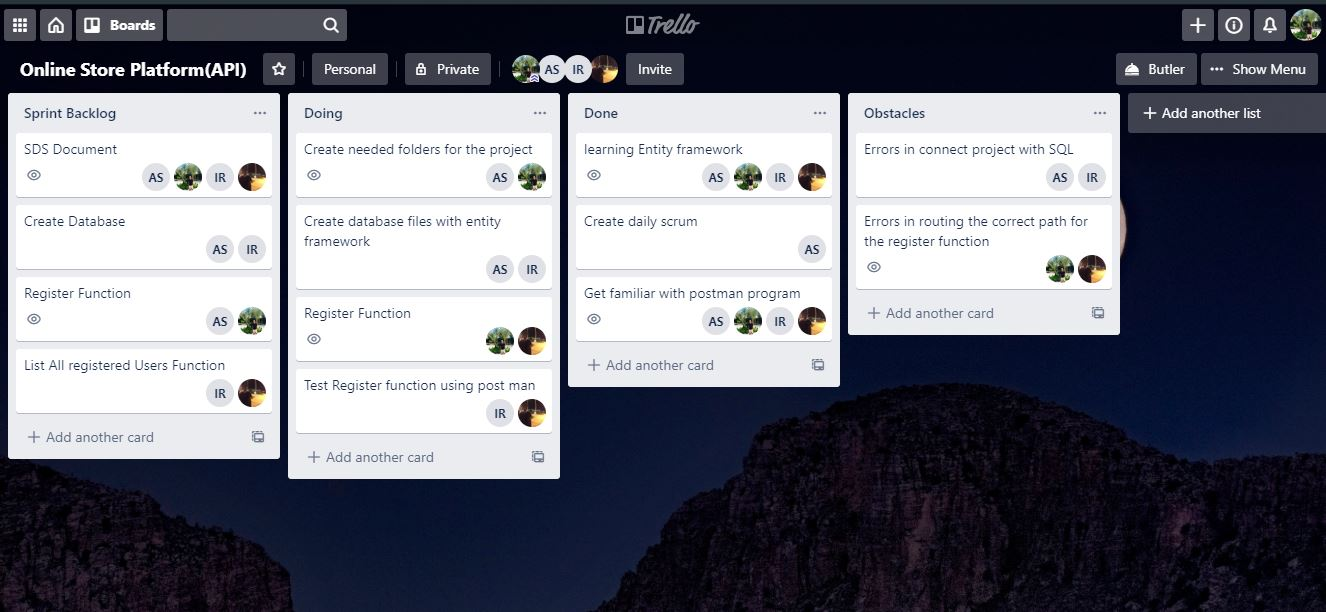 Boards
Trello
Online Store Platform(API)
Personal
Private
AS
IR
Invite
Butler
Show Menu
Sprint Backlog
SDS Document
AS
IR
Create Database
AS
IR
Register Function
AS
List All registered Users Function
IR
Add another card
Doing
Create needed folders for the project
AS
Create database files with entity
framework
AS
IR
Register Function
Test Register function using post man
IR
Add another card
Done
learning Entity framework
AS
IR
Create daily scrum
AS
Get familiar with postman program
AS
IR
Add another card
Obstacles
Errors in connect project with SQL
AS
IR
Errors in routing the correct path for
the register function
Add another card
Add another list